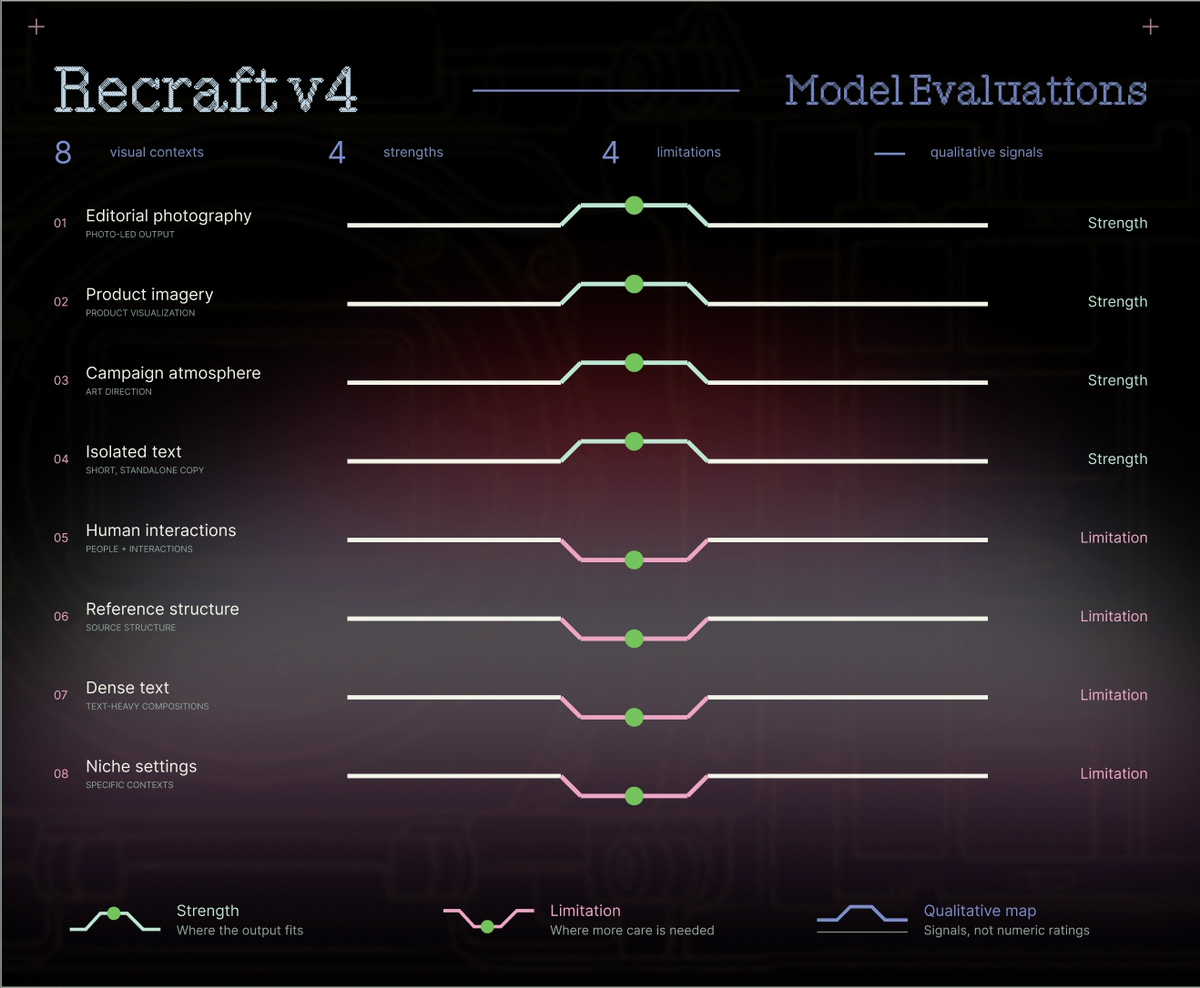 Recraft v4
Model Evaluations
8 visual contexts
4 strengths
4 limitations
qualitative signals
01 Editorial photography Strength
PHOTO-LED OUTPUT
02 Product imagery Strength
PRODUCT VISUALIZATION
03 Campaign atmosphere Strength
ART DIRECTION
04 Isolated text Strength
SHORT, STANDALONE COPY
05 Human interactions Limitation
PEOPLE + INTERACTIONS
06 Reference structure Limitation
SOURCE STRUCTURE
07 Dense text Limitation
TEXT-HEAVY COMPOSITIONS
08 Niche settings Limitation
SPECIFIC CONTEXTS
Strength
Where the output fits
Limitation
Where more care is needed
Qualitative map
Signals, not numeric ratings